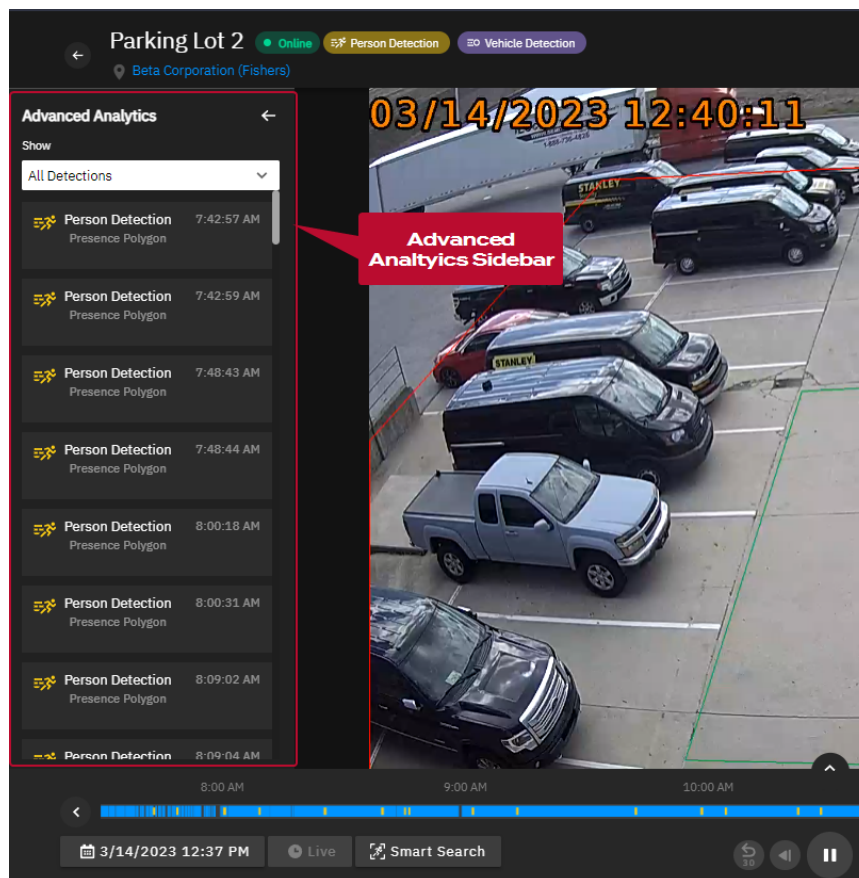 Parking Lot 2
Online
Person Detection
Vehicle Detection
Beta Corporation (Fishers)
Advanced Analytics
Show
All Detections
Person Detection 7:42:57 AM
Presence Polygon
Person Detection 7:42:59 AM
Presence Polygon
Person Detection 7:48:43 AM
Presence Polygon
Person Detection 7:48:44 AM
Presence Polygon
Person Detection 8:00:18 AM
Presence Polygon
Person Detection 8:00:31 AM
Presence Polygon
Person Detection 8:09:02 AM
Presence Polygon
Person Detection 8:09:04 AM
Advanced
Analtyics Sidebar
03/14/2023 12:40:11
STANLEY
STANLEY
8:00 AM 9:00 AM 10:00 AM
3/14/2023 12:37 PM
Live
Smart Search
30